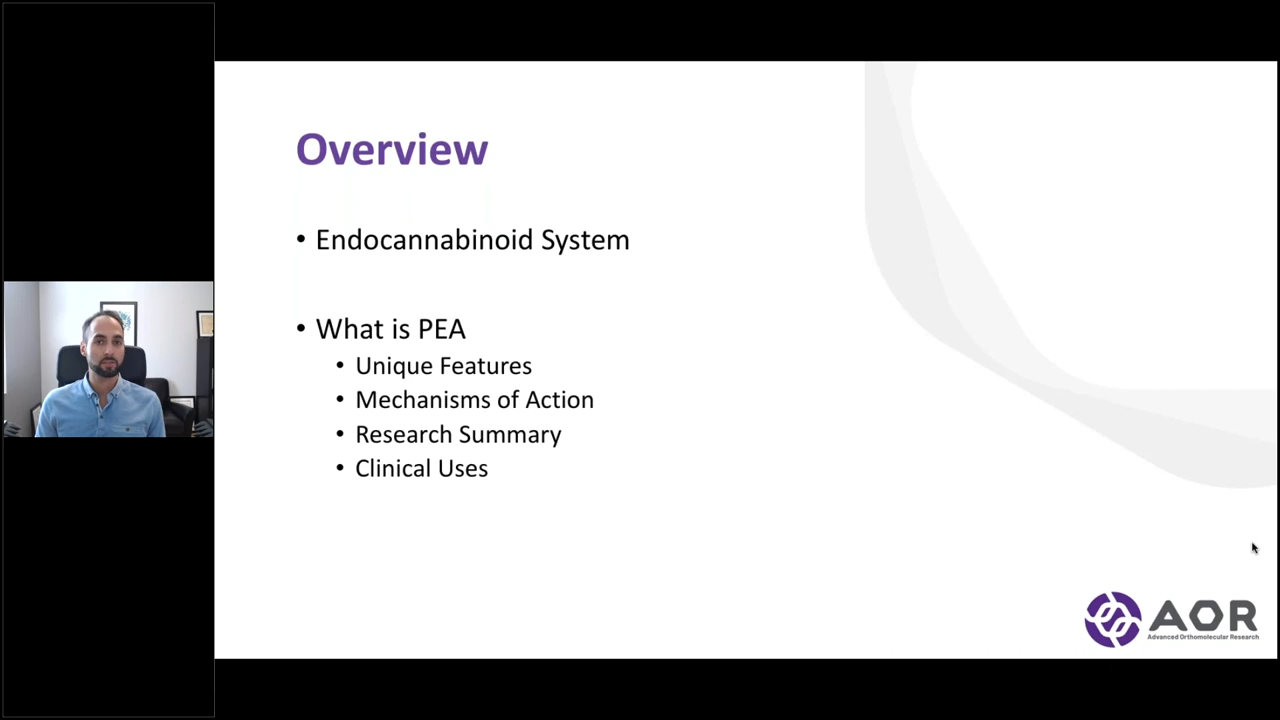 Overview
• Endocannabinoid System
• What is PEA
• Unique Features
• Mechanisms of Action
• Research Summary
• Clinical Uses
AOR
Advanced Orthomolecular Research